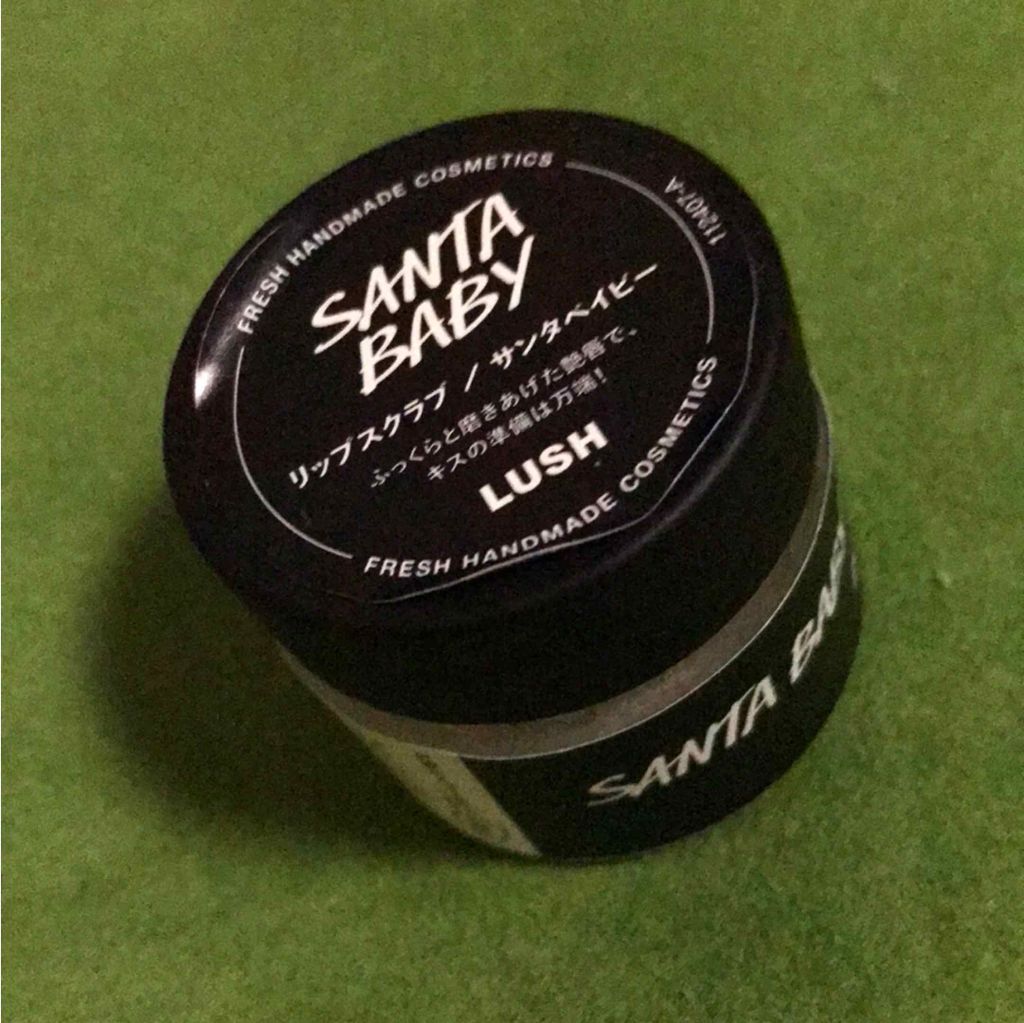 FRESH HANDMADE COSMETICS
112407-A
SANTA
BABY
リップスクラブ / サンタベイビー
ふっくらと磨きあげた艶唇で、
キスの準備は万端!
LUSH
FRESH HANDMADE COSMETICS
SANTA